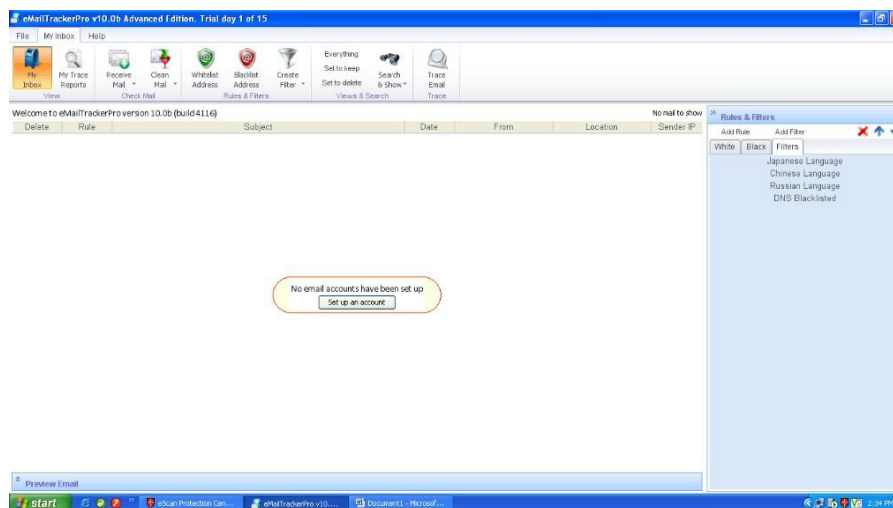 eMailTrackerPro v10.0b Advanced Edition. Trial day 1 of 15
File My Inbox Help
My Inbox
My Trace Reports
Receive Mail
Clean Mail
Whitelist Address
Blacklist Address
Create Filter
Everything
Set to keep
Set to delete
Search & Show
Trace Email
View Check Mail Rules & Filters Views & Search Trace
Welcome to eMailTrackerPro version 10.0b (build 4116) No mail to show
Delete Rule Subject Date From Location Sender IP
Rules & Filters
Add Rule Add Filter
White Black Filters
Japanese Language
Chinese Language
Russian Language
DNS Blacklisted
No email accounts have been set up
Set up an account
Preview Email
start eScan Protection Cen... eMailTrackerPro v10.... Document1 - Microsof... 2:34 PM